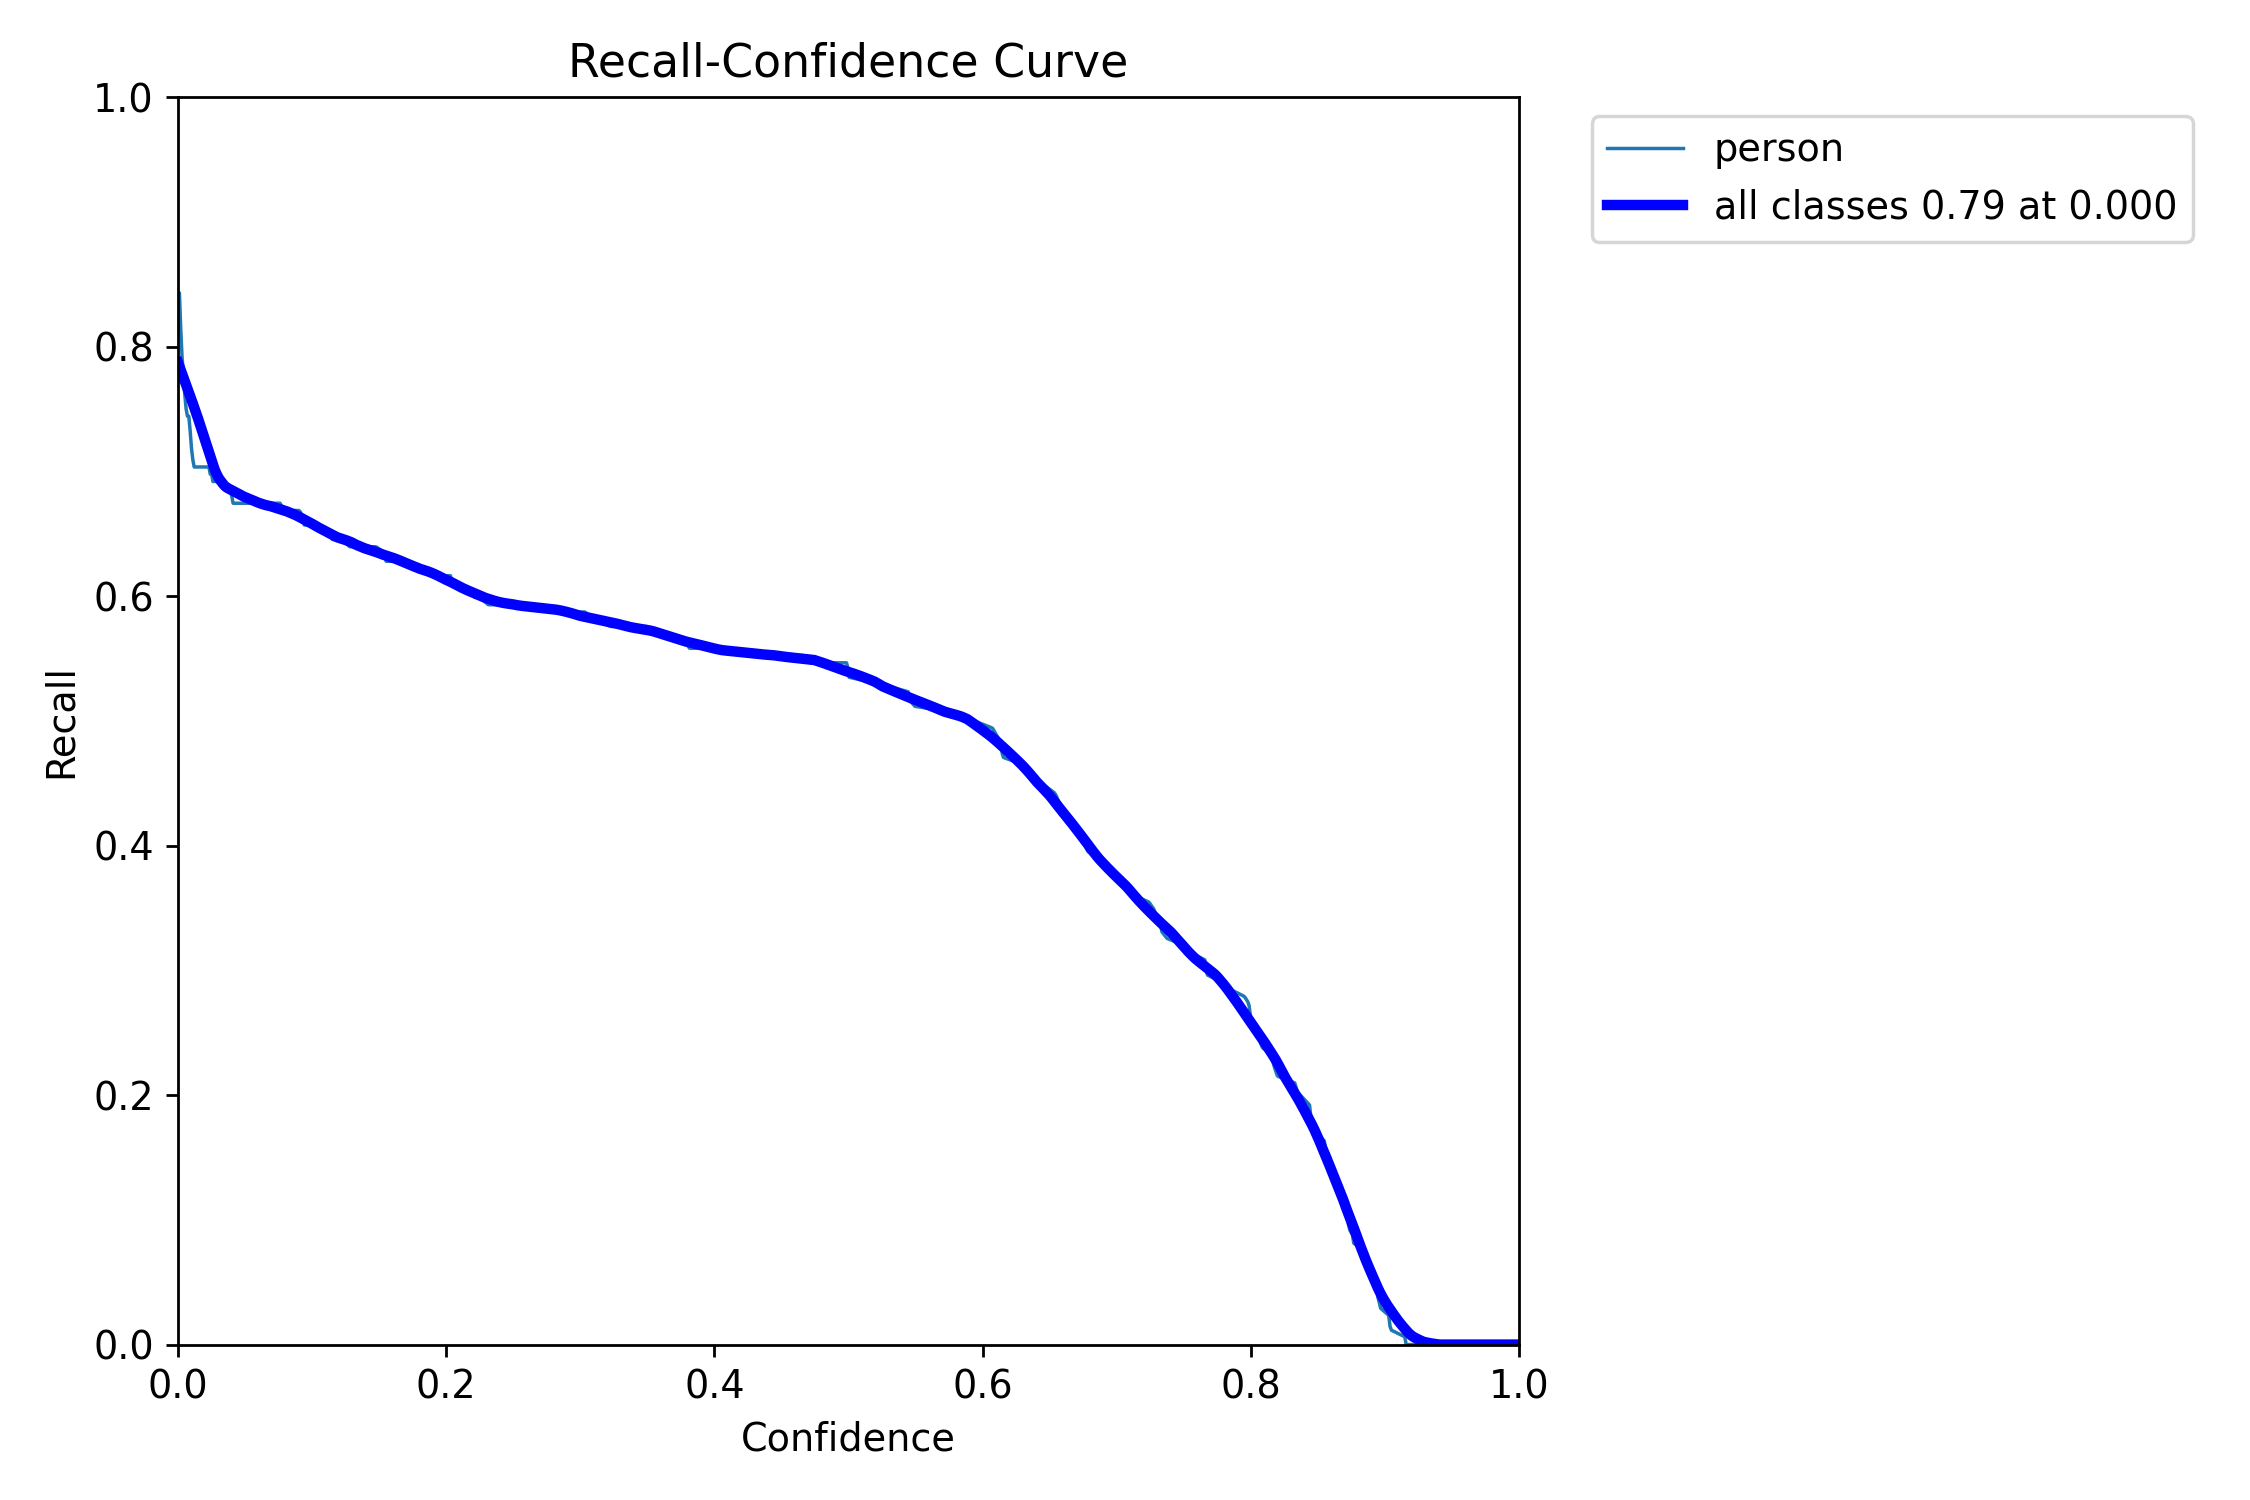 Recall-Confidence Curve
1.0
0.8
0.6
0.4
0.2
0.0
Recall
0.0 0.2 0.4 0.6 0.8 1.0
Confidence
person
all classes 0.79 at 0.000